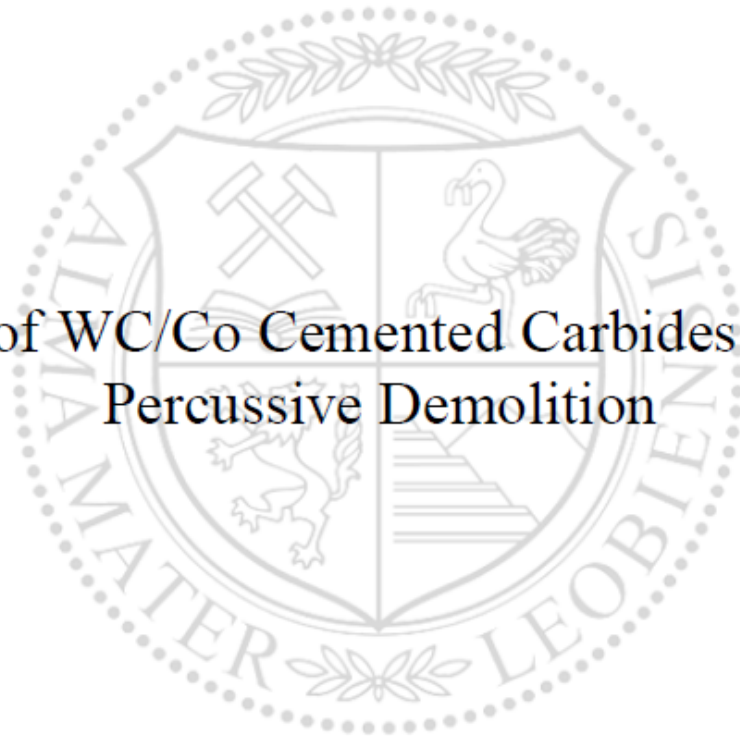 of WC/Co Cemented Carbides
Percussive Demolition
ALMA MATER LEOBIENSIS